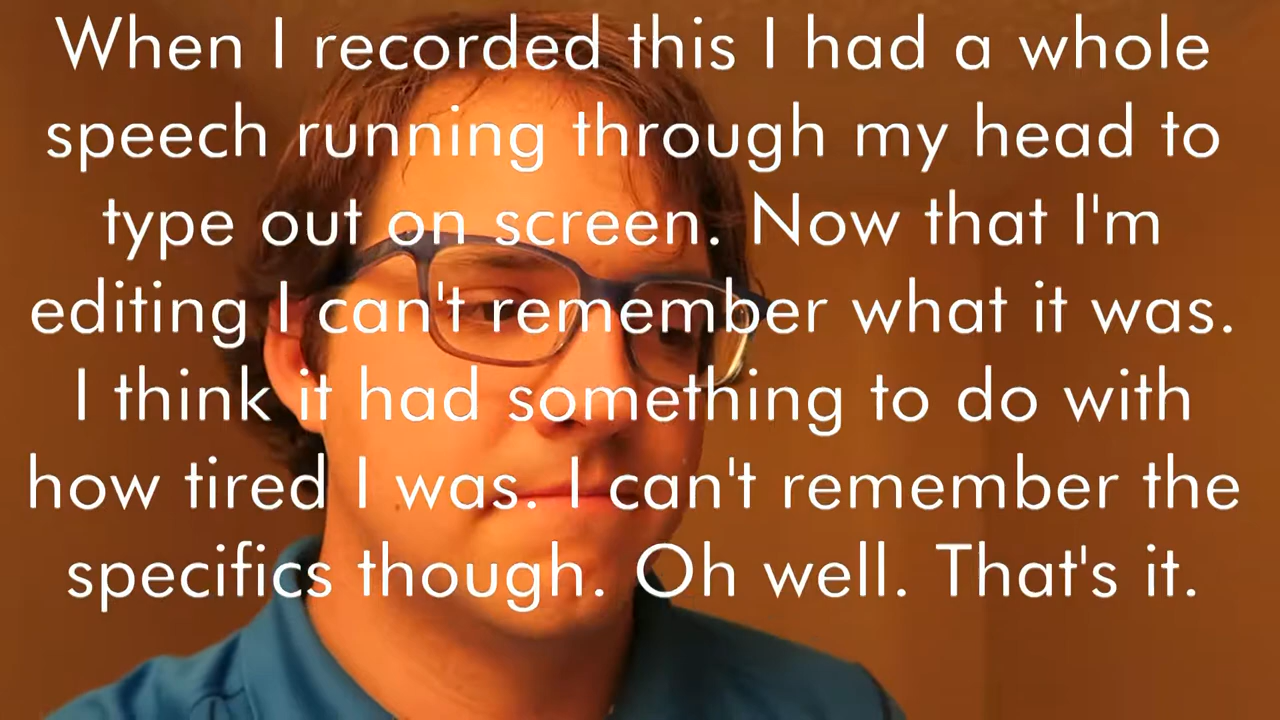 When I recorded this I had a whole
speech running through my head to
type out on screen. Now that I'm
editing I can't remember what it was.
I think it had something to do with
how tired I was. I can't remember the
specifics though. Oh well. That's it.